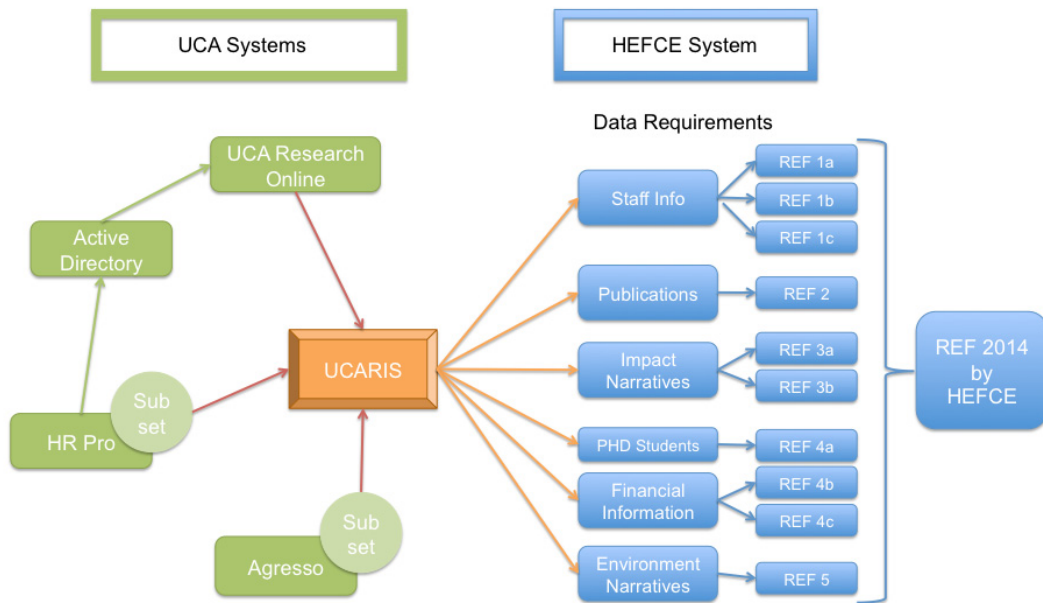 UCA Systems
HEFCE System
Data Requirements
UCA Research
Online
Active
Directory
Sub
set
HR Pro
Sub
set
Agresso
UCARIS
Staff Info
REF 1a
REF 1b
REF 1c
Publications
REF 2
Impact
Narratives
REF 3a
REF 3b
PHD Students
REF 4a
Financial
Information
REF 4b
REF 4c
Environment
Narratives
REF 5
REF 2014
by
HEFCE